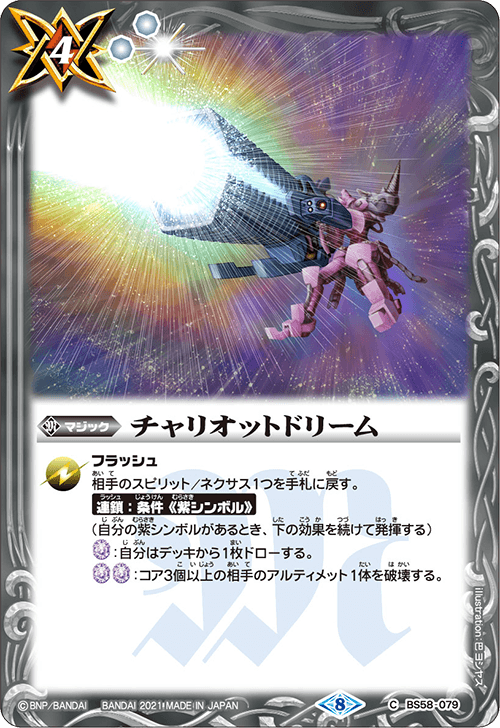 4
マジック
チャリオットドリーム
フラッシュ
相手のスピリット/ネクサス1つを手札に戻す。
連鎖:条件《紫シンボル》
(自分の紫シンボルがあるとき、下の効果を続けて発揮する)
:自分はデッキから1枚ドローする。
:コア3個以上の相手のアルティメット1体を破壊する。
illustration:巴ヨシヤス
©BNP/BANDAI BANDAI 2021 MADE IN JAPAN 8 C BS58-079